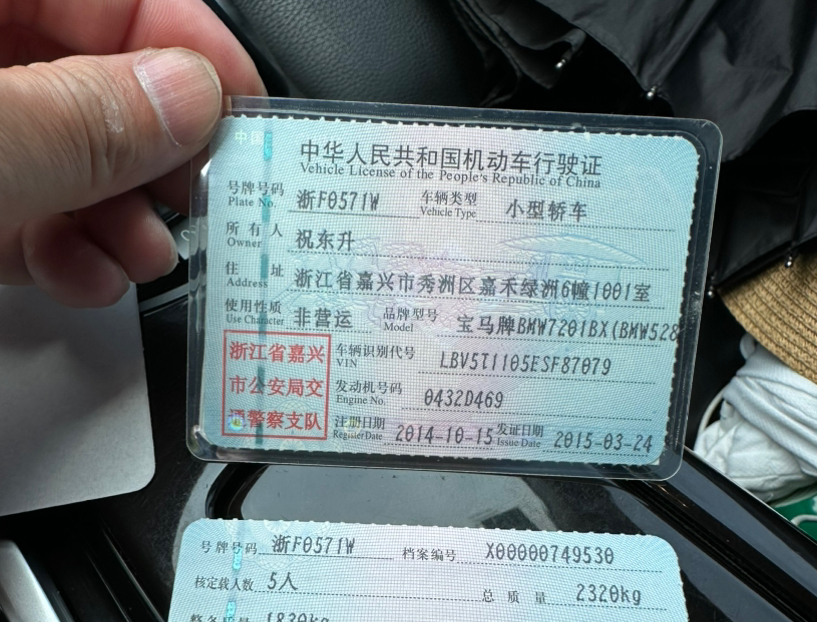 中国
中华人民共和国机动车行驶证
Vehicle License of the People's Republic of China
号牌号码 浙F0571W 车辆类型 小型轿车
Plate No. Vehicle Type
所有人 祝东升
Owner
住址 浙江省嘉兴市秀洲区嘉禾绿洲6幢1001室
Address
使用性质 非营运 品牌型号 宝马牌BMW7201BX(BMW528
Use Character Model
浙江省嘉兴
市公安局交
通警察支队
车辆识别代号 LBV5T1105ESF87079
VIN
发动机号码 0432D469
Engine No.
注册日期 2014-10-15 发证日期 2015-03-24
Register Date Issue Date
号牌号码 浙F0571W 档案编号 X00000749530
核定载人数 5人 总质量 2320kg